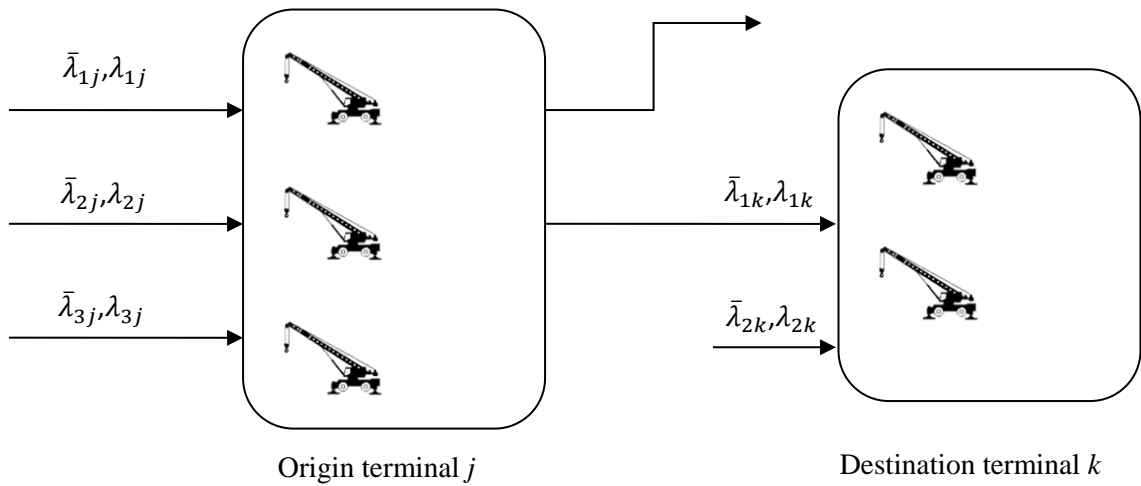 λ̄₁ⱼ,λ₁ⱼ
λ̄₂ⱼ,λ₂ⱼ
λ̄₁ₖ,λ₁ₖ
λ̄₃ⱼ,λ₃ⱼ
λ̄₂ₖ,λ₂ₖ
Origin terminal j
Destination terminal k